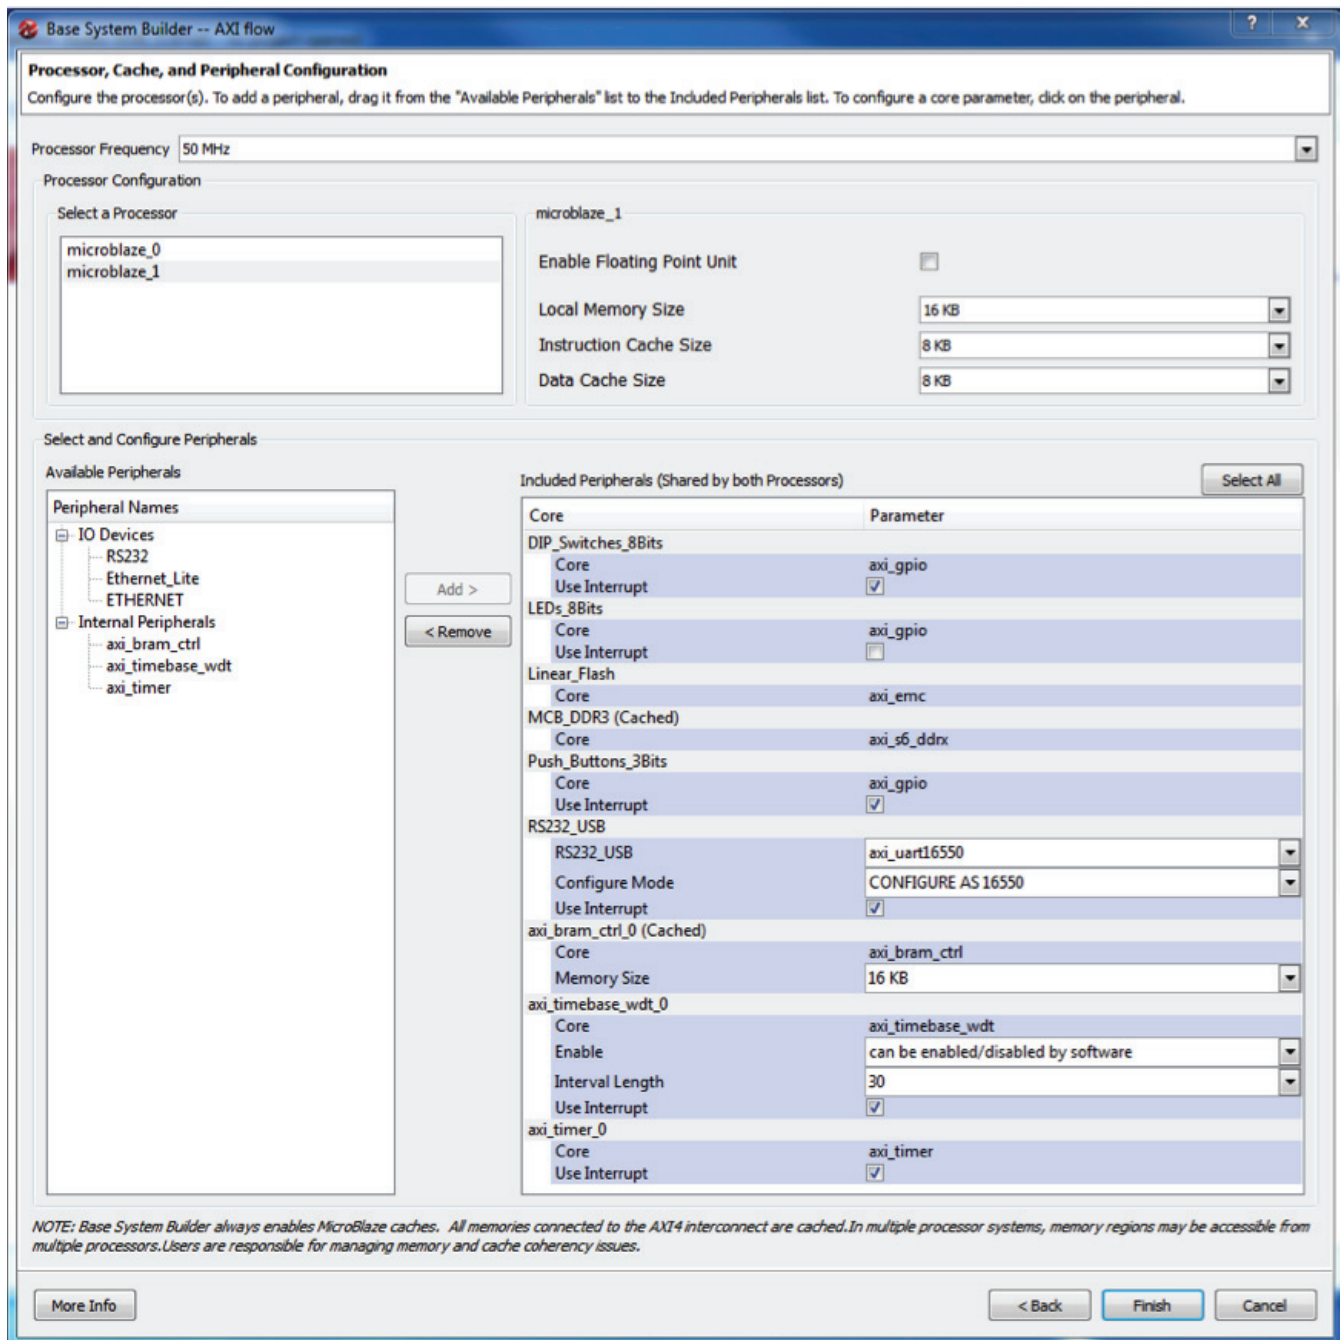 Base System Builder -- AXI flow
Processor, Cache, and Peripheral Configuration
Configure the processor(s). To add a peripheral, drag it from the "Available Peripherals" list to the Included Peripherals list. To configure a core parameter, click on the peripheral.
Processor Frequency 50 MHz
Processor Configuration
Select a Processor
microblaze_0
microblaze_1
microblaze_1
Enable Floating Point Unit
Local Memory Size 16 KB
Instruction Cache Size 8 KB
Data Cache Size 8 KB
Select and Configure Peripherals
Available Peripherals
Peripheral Names
IO Devices
RS232
Ethernet_Lite
ETHERNET
Internal Peripherals
axi_bram_ctrl
axi_timebase_wdt
axi_timer
Add >
< Remove
Included Peripherals (Shared by both Processors)
Select All
Core Parameter
DIP_Switches_8Bits
Core axi_gpio
Use Interrupt
LEDs_8Bits
Core axi_gpio
Use Interrupt
Linear_Flash
Core axi_emc
MCB_DDR3 (Cached)
Core axi_s6_ddrx
Push_Buttons_3Bits
Core axi_gpio
Use Interrupt
RS232_USB
RS232_USB axi_uart16550
Configure Mode CONFIGURE AS 16550
Use Interrupt
axi_bram_ctrl_0 (Cached)
Core axi_bram_ctrl
Memory Size 16 KB
axi_timebase_wdt_0
Core axi_timebase_wdt
Enable can be enabled/disabled by software
Interval Length 30
Use Interrupt
axi_timer_0
Core axi_timer
Use Interrupt
NOTE: Base System Builder always enables MicroBlaze caches. All memories connected to the AXI4 interconnect are cached.In multiple processor systems, memory regions may be accessible from
multiple processors.Users are responsible for managing memory and cache coherency issues.
More Info
< Back
Finish
Cancel